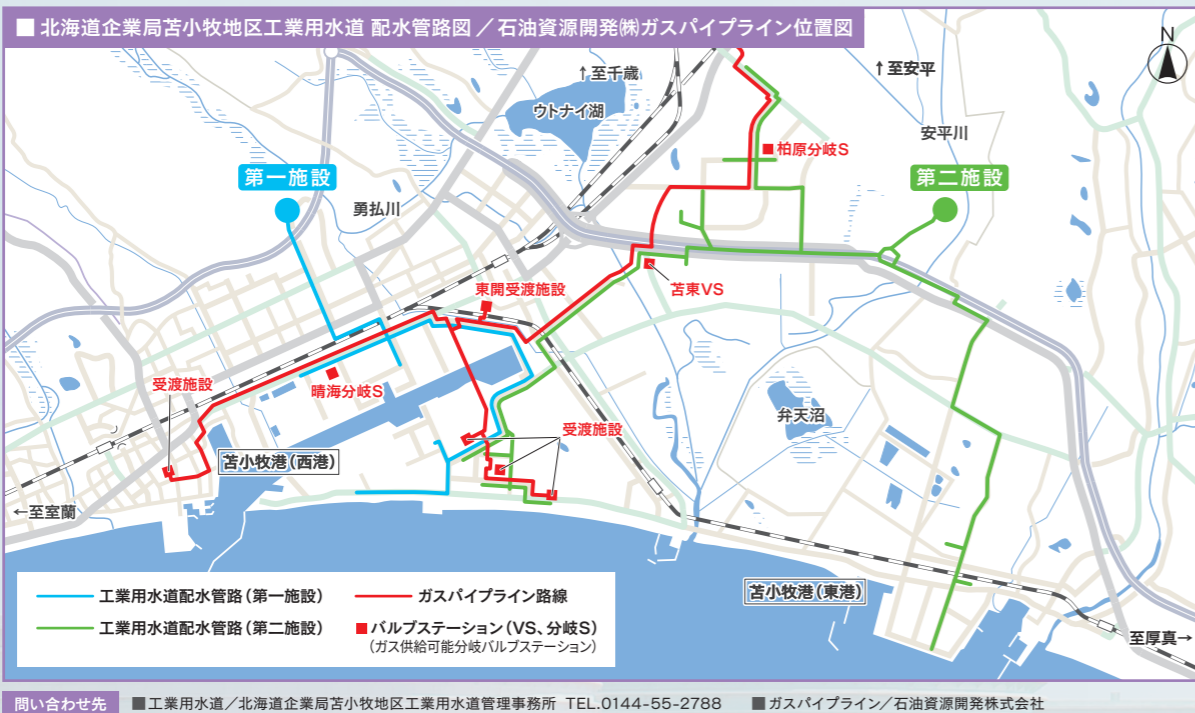 ■ 北海道企業局苫小牧地区工業用水道 配水管路図／石油資源開発㈱ガスパイプライン位置図
N
↑至千歳
↑至安平
ウトナイ湖
安平川
■柏原分岐S
第一施設
第二施設
勇払川
東開受渡施設
苫東VS
受渡施設
晴海分岐S
弁天沼
受渡施設
苫小牧港(西港)
←至室蘭
苫小牧港(東港)
至厚真→
工業用水道配水管路(第一施設)
ガスパイプライン路線
工業用水道配水管路(第二施設)
■バルブステーション(VS、分岐S)
(ガス供給可能分岐バルブステーション)
問い合わせ先 ■工業用水道／北海道企業局苫小牧地区工業用水道管理事務所 TEL.0144-55-2788 ■ガスパイプライン／石油資源開発株式会社